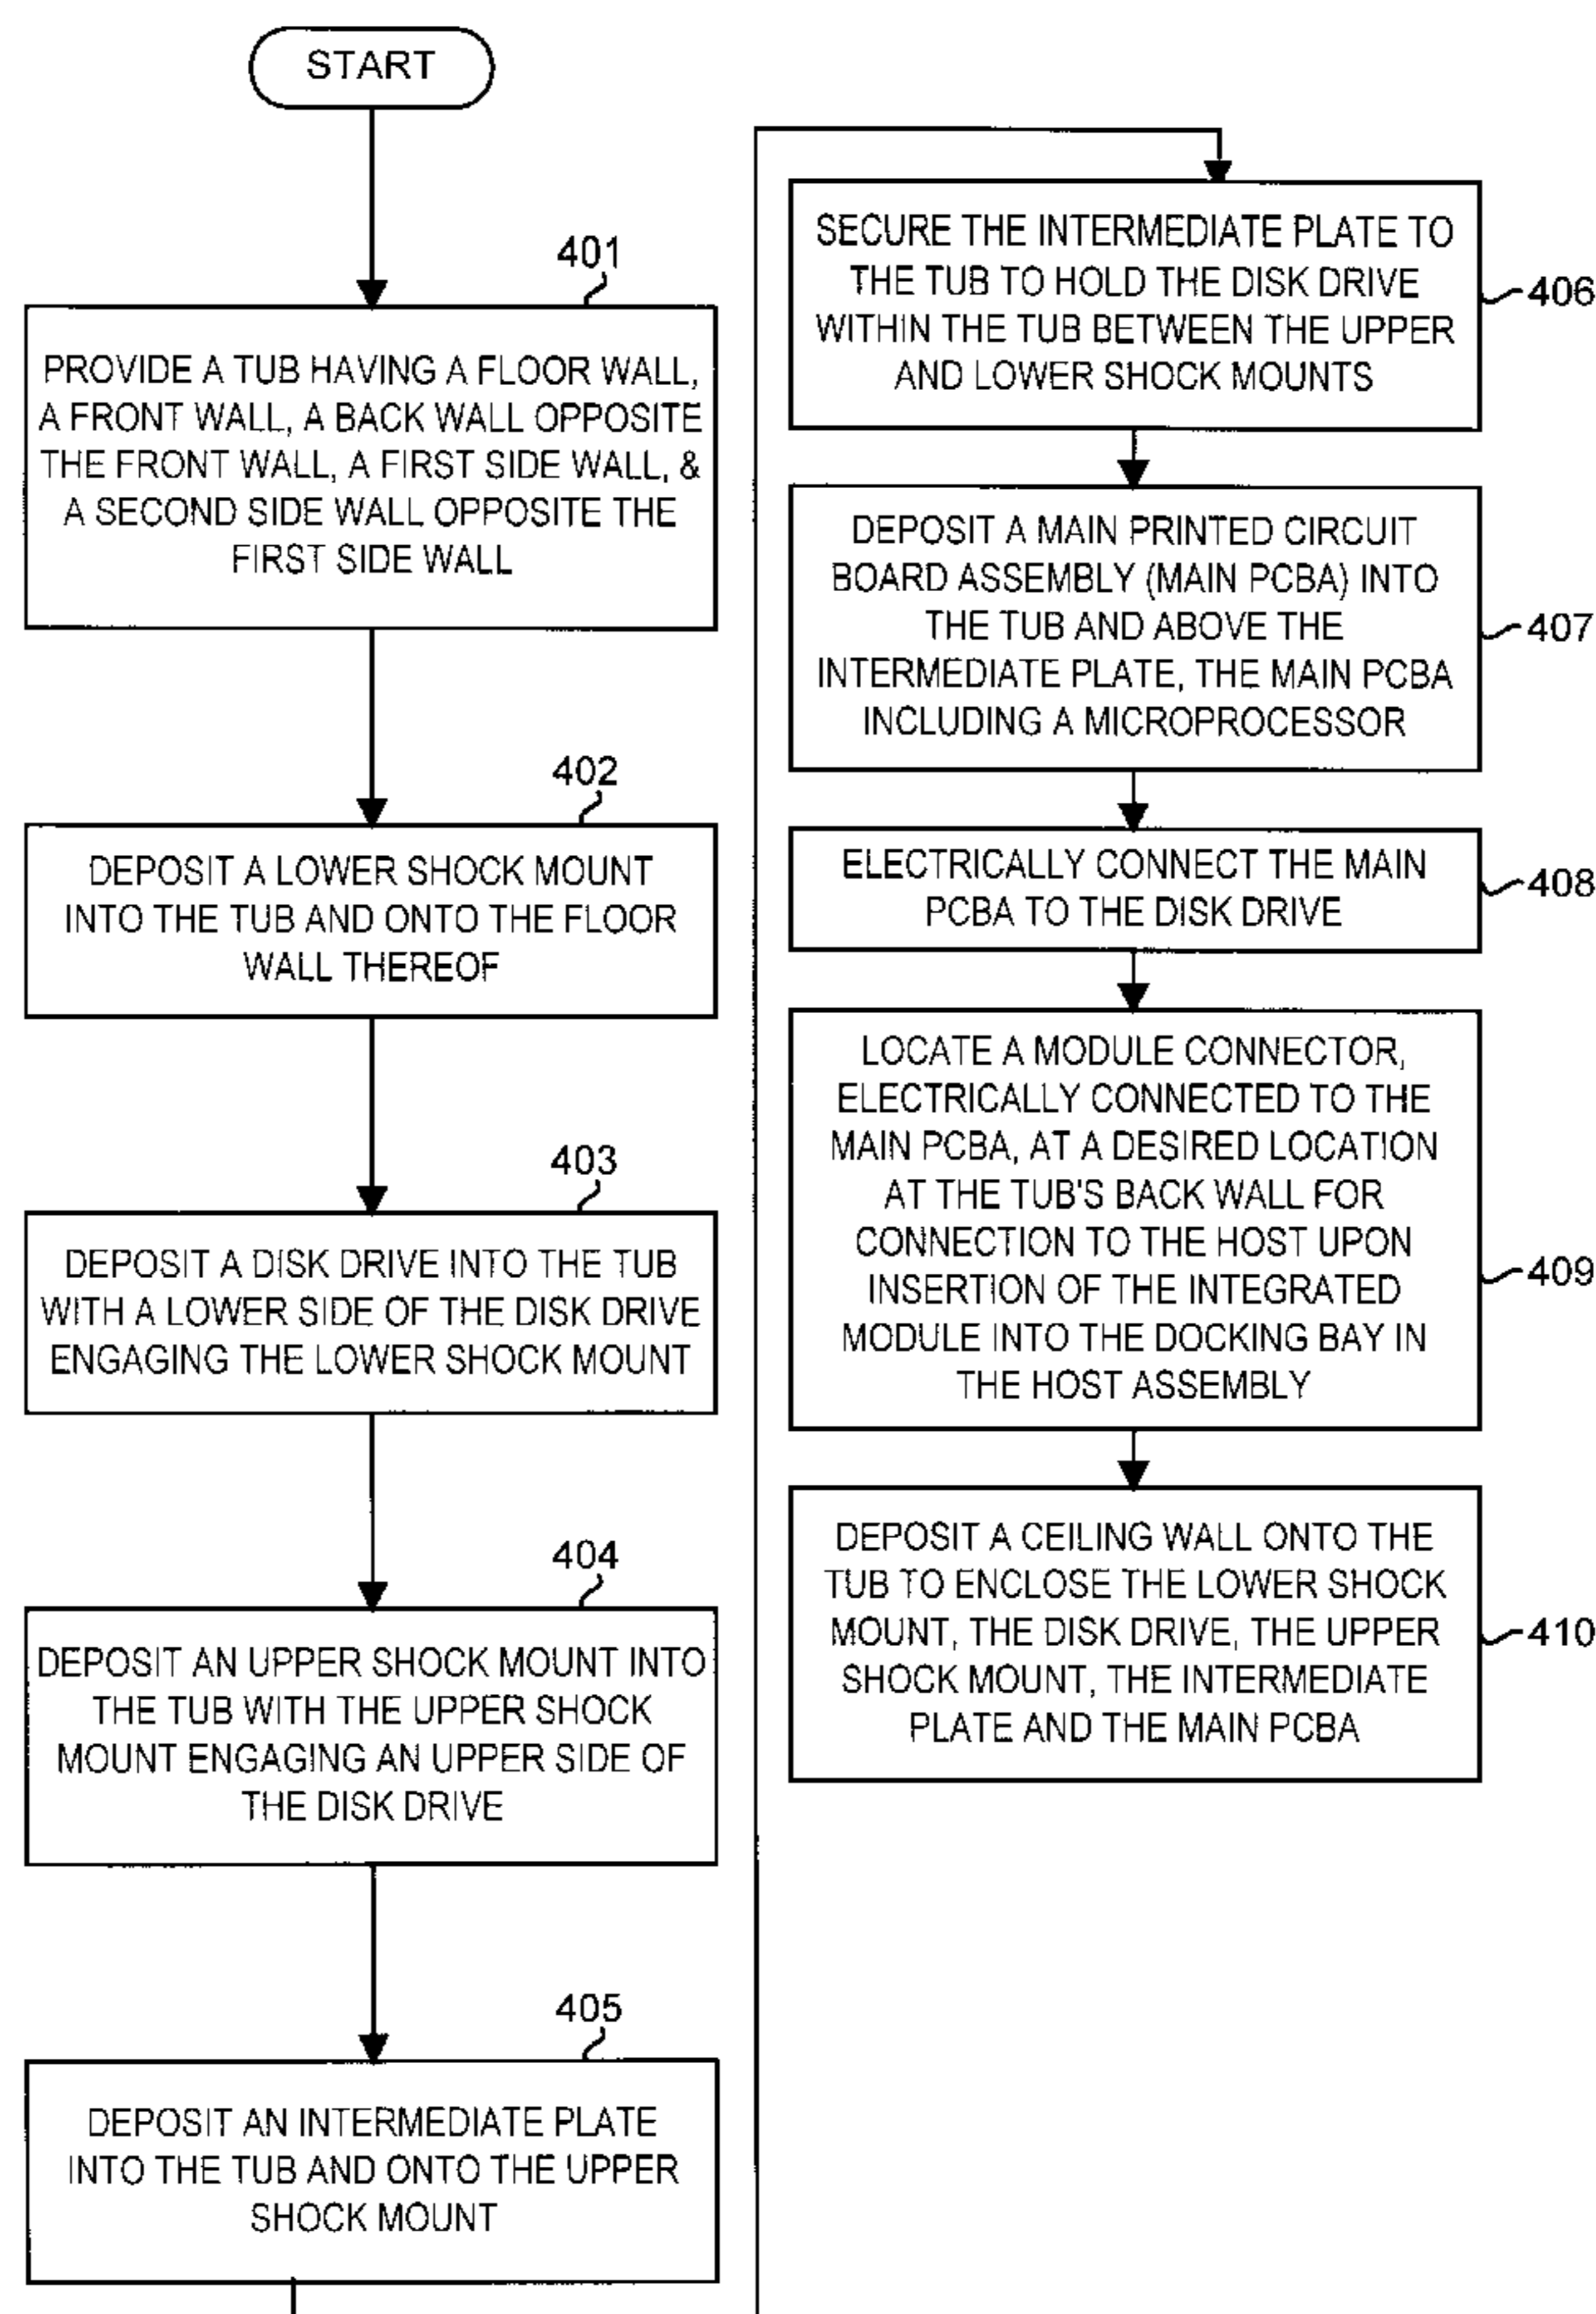 START
401
PROVIDE A TUB HAVING A FLOOR WALL,
A FRONT WALL, A BACK WALL OPPOSITE
THE FRONT WALL, A FIRST SIDE WALL, &
A SECOND SIDE WALL OPPOSITE THE
FIRST SIDE WALL
402
DEPOSIT A LOWER SHOCK MOUNT
INTO THE TUB AND ONTO THE FLOOR
WALL THEREOF
403
DEPOSIT A DISK DRIVE INTO THE TUB
WITH A LOWER SIDE OF THE DISK DRIVE
ENGAGING THE LOWER SHOCK MOUNT
404
DEPOSIT AN UPPER SHOCK MOUNT INTO
THE TUB WITH THE UPPER SHOCK
MOUNT ENGAGING AN UPPER SIDE OF
THE DISK DRIVE
405
DEPOSIT AN INTERMEDIATE PLATE
INTO THE TUB AND ONTO THE UPPER
SHOCK MOUNT
SECURE THE INTERMEDIATE PLATE TO
THE TUB TO HOLD THE DISK DRIVE
WITHIN THE TUB BETWEEN THE UPPER
AND LOWER SHOCK MOUNTS
406
DEPOSIT A MAIN PRINTED CIRCUIT
BOARD ASSEMBLY (MAIN PCBA) INTO
THE TUB AND ABOVE THE
INTERMEDIATE PLATE, THE MAIN PCBA
INCLUDING A MICROPROCESSOR
407
ELECTRICALLY CONNECT THE MAIN
PCBA TO THE DISK DRIVE
408
LOCATE A MODULE CONNECTOR,
ELECTRICALLY CONNECTED TO THE
MAIN PCBA, AT A DESIRED LOCATION
AT THE TUB'S BACK WALL FOR
CONNECTION TO THE HOST UPON
INSERTION OF THE INTEGRATED
MODULE INTO THE DOCKING BAY IN
THE HOST ASSEMBLY
409
DEPOSIT A CEILING WALL ONTO THE
TUB TO ENCLOSE THE LOWER SHOCK
MOUNT, THE DISK DRIVE, THE UPPER
SHOCK MOUNT, THE INTERMEDIATE
PLATE AND THE MAIN PCBA
410